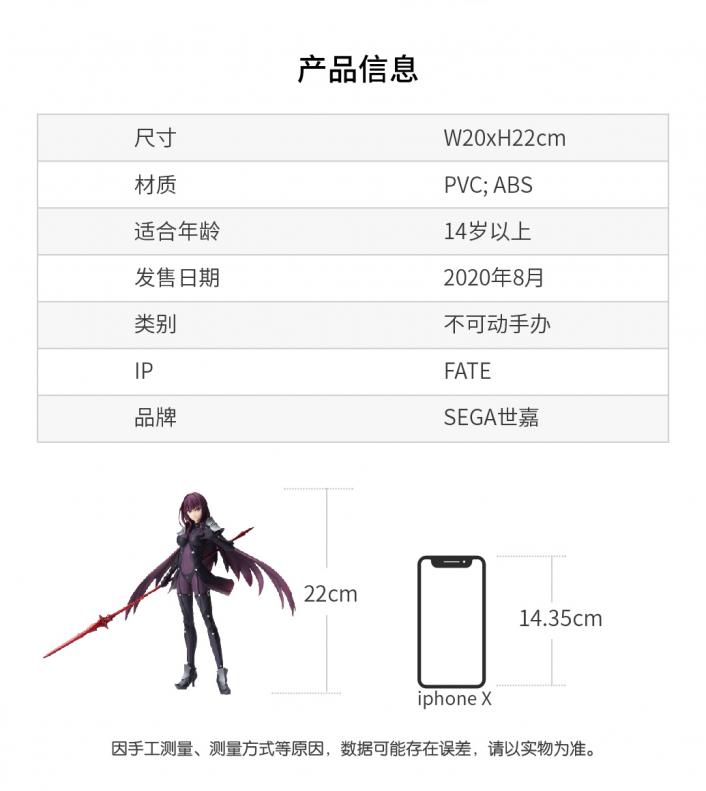 产品信息
尺寸 W20xH22cm
材质 PVC; ABS
适合年龄 14岁以上
发售日期 2020年8月
类别 不可动手办
IP FATE
品牌 SEGA世嘉
22cm
14.35cm
iphone X
因手工测量、测量方式等原因，数据可能存在误差，请以实物为准。